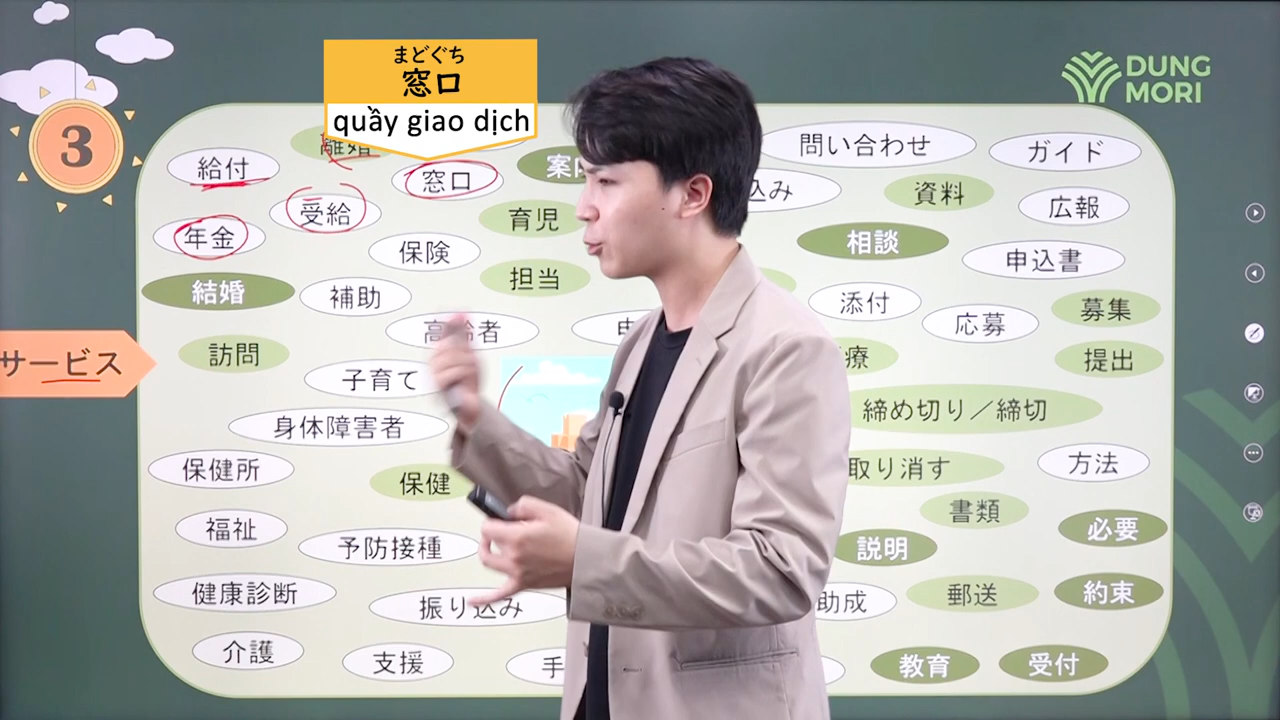 まどぐち
窓口
quầy giao dịch
DUNG
MORI
3
サービス
離婚
問い合わせ
ガイド
給付
窓口
案内
込み
資料
広報
受給
育児
年金
保険
相談
申込書
担当
結婚
補助
添付
募集
高齢者
申
応募
訪問
療
提出
子育て
締め切り／締切
身体障害者
保健所
保健
取り消す
方法
書類
福祉
予防接種
説明
必要
健康診断
振り込み
助成
郵送
約束
介護
支援
手
教育
受付